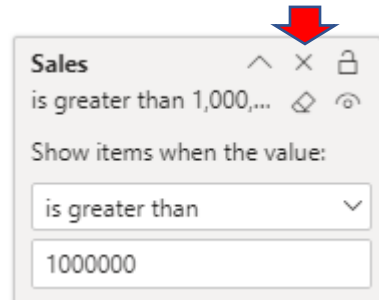 Sales
is greater than 1,000,...
Show items when the value:
is greater than
1000000